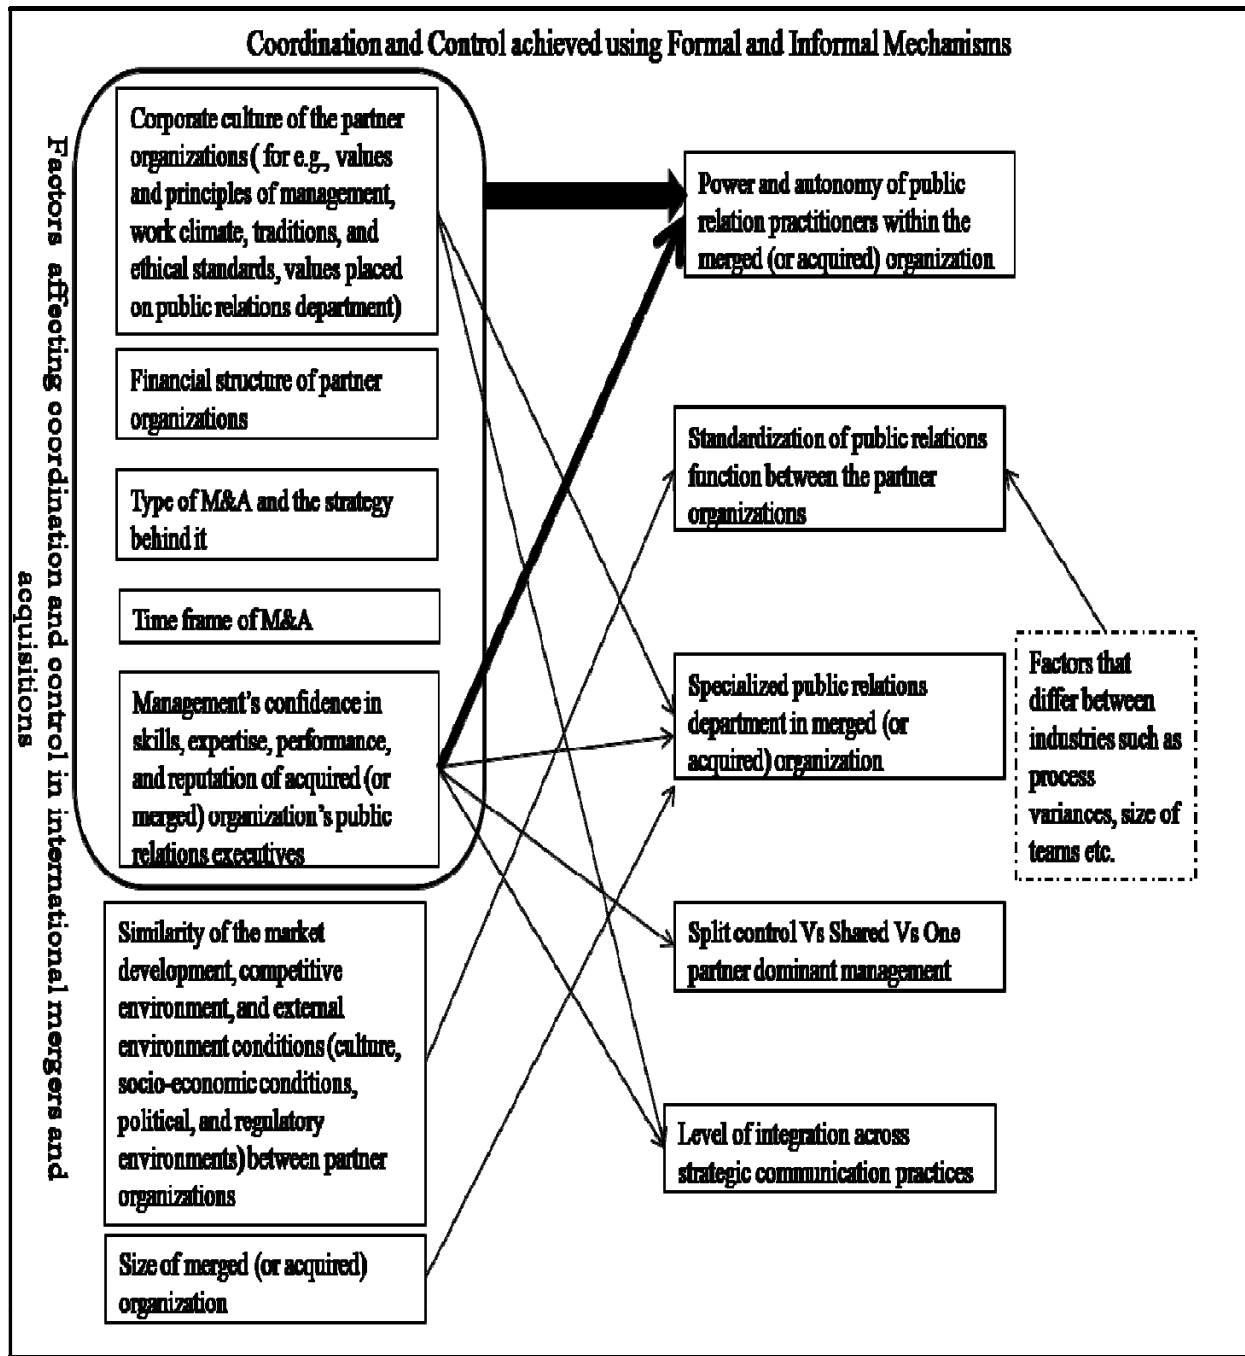 Coordination and Control achieved using Formal and Informal Mechanisms
Factors affecting coordination and control in international mergers and
acquisitions
Corporate culture of the partner
organizations ( for e.g., values
and principles of management,
work climate, traditions, and
ethical standards, values placed
on public relations department)
Financial structure of partner
organizations
Type of M&A and the strategy
behind it
Time frame of M&A
Management's confidence in
skills, expertise, performance,
and reputation of acquired (or
merged) organization's public
relations executives
Similarity of the market
development, competitive
environment, and external
environment conditions (culture,
socio-economic conditions,
political, and regulatory
environments) between partner
organizations
Size of merged (or acquired)
organization
Power and autonomy of public
relation practitioners within the
merged (or acquired) organization
Standardization of public relations
function between the partner
organizations
Specialized public relations
department in merged (or
acquired) organization
Split control Vs Shared Vs One
partner dominant management
Level of integration across
strategic communication practices
Factors that
differ between
industries such as
process
variances, size of
teams etc.